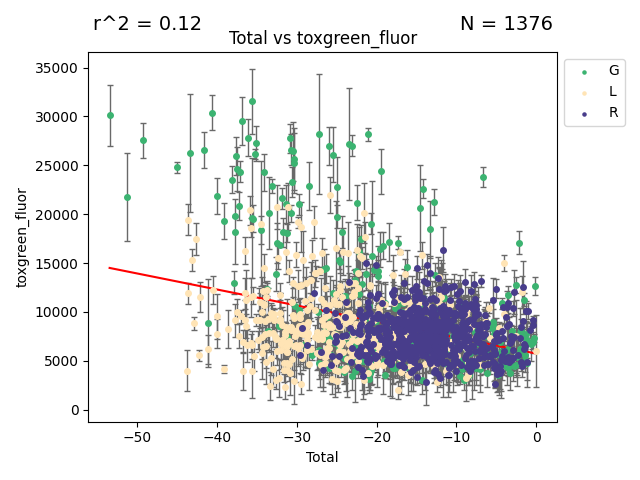 r^2 = 0.12
N = 1376
Total vs toxgreen_fluor
35000
30000
25000
20000
15000
10000
5000
0
toxgreen_fluor
−50
−40
−30
−20
−10
0
Total
G
L
R